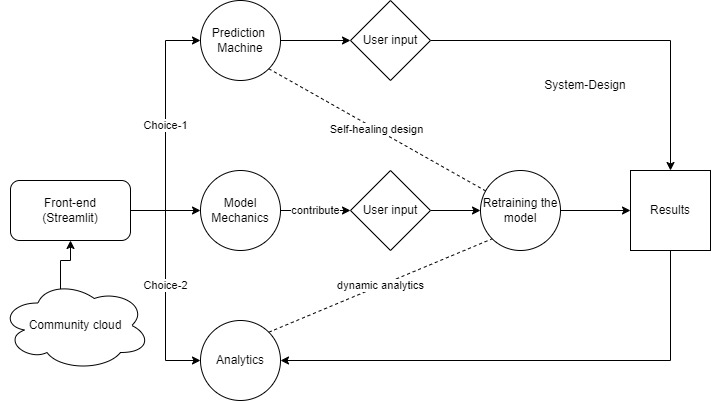 Prediction
Machine
User input
System-Design
Choice-1
Self-healing design
Front-end
(Streamlit)
Model
Mechanics
contribute
User input
Retraining the
model
Results
Choice-2
dynamic analytics
Community cloud
Analytics